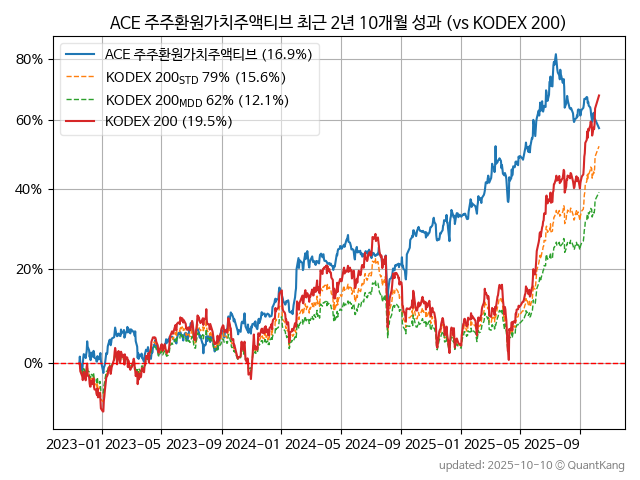 ACE 주주환원가치주액티브 최근 2년 10개월 성과 (vs KODEX 200)
ACE 주주환원가치주액티브 (16.9%)
KODEX 200STD 79% (15.6%)
KODEX 200MDD 62% (12.1%)
KODEX 200 (19.5%)
80%
60%
40%
20%
0%
2023-01 2023-05 2023-09 2024-01 2024-05 2024-09 2025-01 2025-05 2025-09
updated: 2025-10-10 © QuantKang